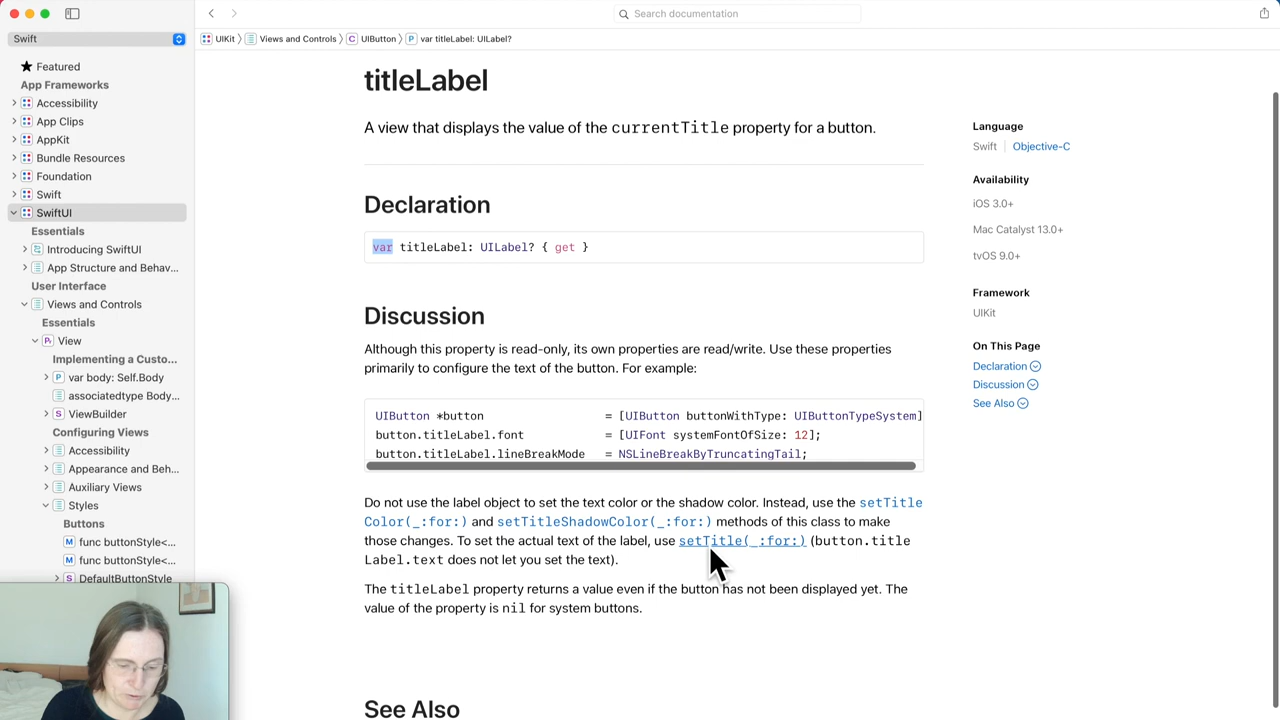 Search documentation
Swift
UIKit 〉 Views and Controls 〉 C UIButton 〉 P var titleLabel: UILabel?
Featured
App Frameworks
Accessibility
App Clips
AppKit
Bundle Resources
Foundation
Swift
SwiftUI
Essentials
Introducing SwiftUI
App Structure and Behav...
User Interface
Views and Controls
Essentials
Pr View
Implementing a Custo...
P var body: Self.Body
associatedtype Body...
S ViewBuilder
Configuring Views
Accessibility
Appearance and Beh...
Auxiliary Views
Styles
Buttons
M func buttonStyle<...
M func buttonStyle<...
S DefaultButtonStyle
titleLabel
A view that displays the value of the currentTitle property for a button.
Declaration
var titleLabel: UILabel? { get }
Discussion
Although this property is read-only, its own properties are read/write. Use these properties
primarily to configure the text of the button. For example:
UIButton *button = [UIButton buttonWithType: UIButtonTypeSystem]
button.titleLabel.font = [UIFont systemFontOfSize: 12];
button.titleLabel.lineBreakMode = NSLineBreakByTruncatingTail;
Do not use the label object to set the text color or the shadow color. Instead, use the setTitle
Color(_:for:) and setTitleShadowColor(_:for:) methods of this class to make
those changes. To set the actual text of the label, use setTitle(_:for:) (button.title
Label.text does not let you set the text).
The titleLabel property returns a value even if the button has not been displayed yet. The
value of the property is nil for system buttons.
See Also
Language
Swift Objective-C
Availability
iOS 3.0+
Mac Catalyst 13.0+
tvOS 9.0+
Framework
UIKit
On This Page
Declaration
Discussion
See Also